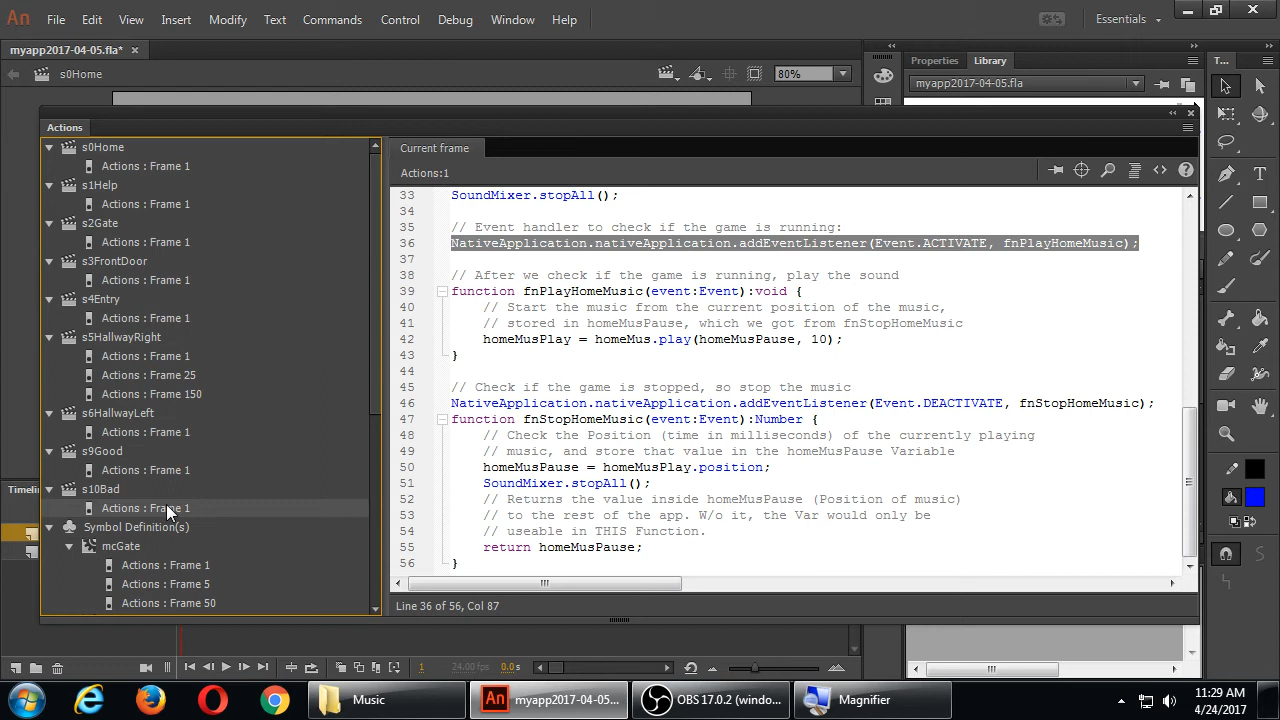 An File Edit View Insert Modify Text Commands Control Debug Window Help Essentials
myapp2017-04-05.fla* ×
s0Home 80%
Properties Library T...
myapp2017-04-05.fla
Actions
s0Home
Actions : Frame 1
s1Help
Actions : Frame 1
s2Gate
Actions : Frame 1
s3FrontDoor
Actions : Frame 1
s4Entry
Actions : Frame 1
s5HallwayRight
Actions : Frame 1
Actions : Frame 25
Actions : Frame 150
s6HallwayLeft
Actions : Frame 1
s9Good
Actions : Frame 1
s10Bad
Actions : Frame 1
Symbol Definition(s)
mcGate
Actions : Frame 1
Actions : Frame 5
Actions : Frame 50
Current frame
Actions:1
33 SoundMixer.stopAll();
34
35 // Event handler to check if the game is running:
36 NativeApplication.nativeApplication.addEventListener(Event.ACTIVATE, fnPlayHomeMusic);
37
38 // After we check if the game is running, play the sound
39 function fnPlayHomeMusic(event:Event):void {
40 // Start the music from the current position of the music,
41 // stored in homeMusPause, which we got from fnStopHomeMusic
42 homeMusPlay = homeMus.play(homeMusPause, 10);
43 }
44
45 // Check if the game is stopped, so stop the music
46 NativeApplication.nativeApplication.addEventListener(Event.DEACTIVATE, fnStopHomeMusic);
47 function fnStopHomeMusic(event:Event):Number {
48 // Check the Position (time in milliseconds) of the currently playing
49 // music, and store that value in the homeMusPause Variable
50 homeMusPause = homeMusPlay.position;
51 SoundMixer.stopAll();
52 // Returns the value inside homeMusPause (Position of music)
53 // to the rest of the app. W/o it, the Var would only be
54 // useable in THIS Function.
55 return homeMusPause;
56 }
Line 36 of 56, Col 87
Timelin
1 24.00 fps 0.0 s
Music
An myapp2017-04-05...
OBS 17.0.2 (windo...
Magnifier
11:29 AM
4/24/2017